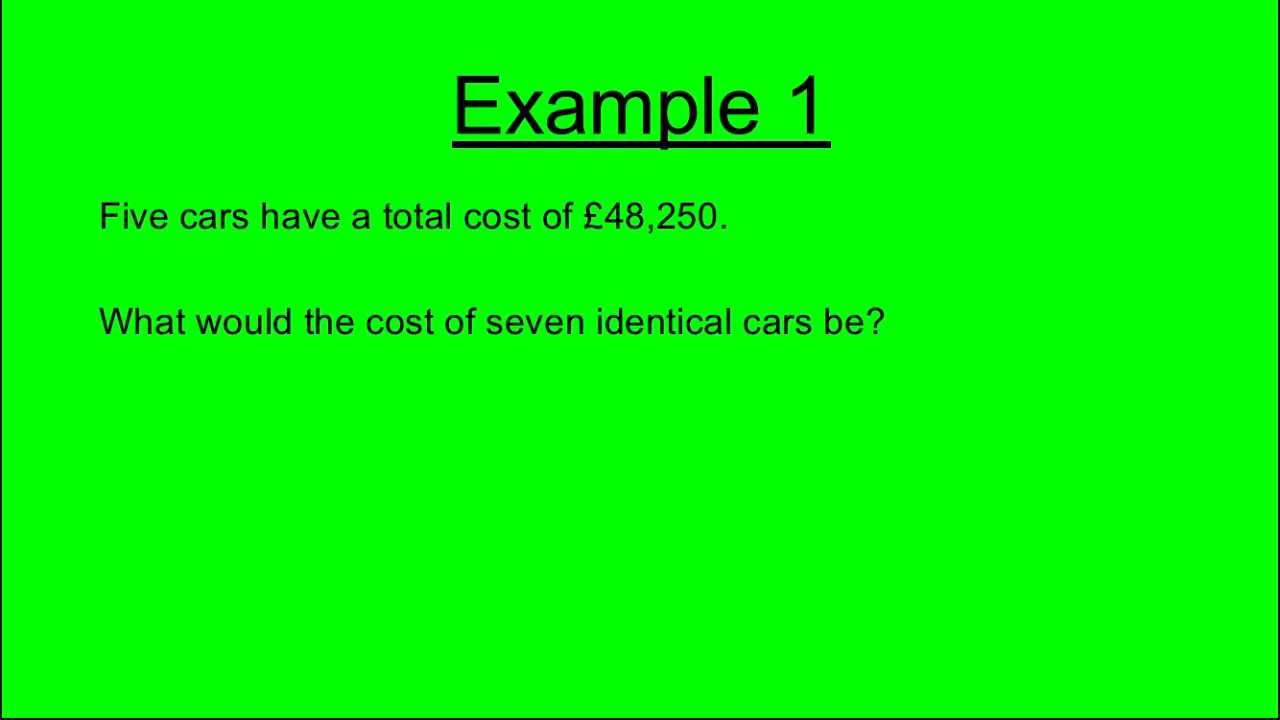 Example 1
Five cars have a total cost of £48,250.
What would the cost of seven identical cars be?